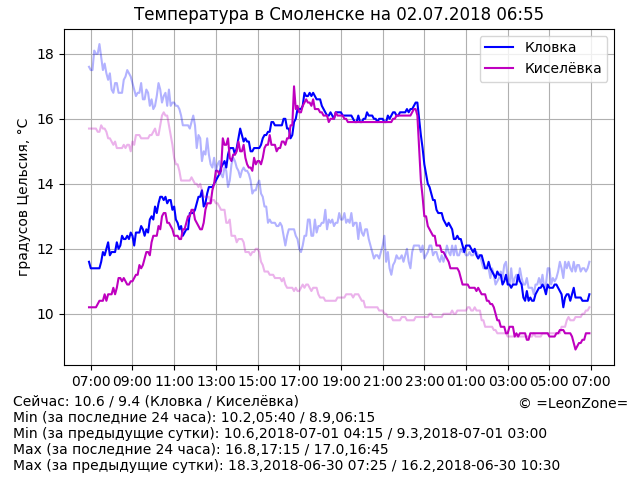 Температура в Смоленске на 02.07.2018 06:55
Кловка
Киселёвка
градусов Цельсия, °C
18
16
14
12
10
07:00 09:00 11:00 13:00 15:00 17:00 19:00 21:00 23:00 01:00 03:00 05:00 07:00
Сейчас: 10.6 / 9.4 (Кловка / Киселёвка)
© =LeonZone=
Min (за последние 24 часа): 10.2,05:40 / 8.9,06:15
Min (за предыдущие сутки): 10.6,2018-07-01 04:15 / 9.3,2018-07-01 03:00
Max (за последние 24 часа): 16.8,17:15 / 17.0,16:45
Max (за предыдущие сутки): 18.3,2018-06-30 07:25 / 16.2,2018-06-30 10:30